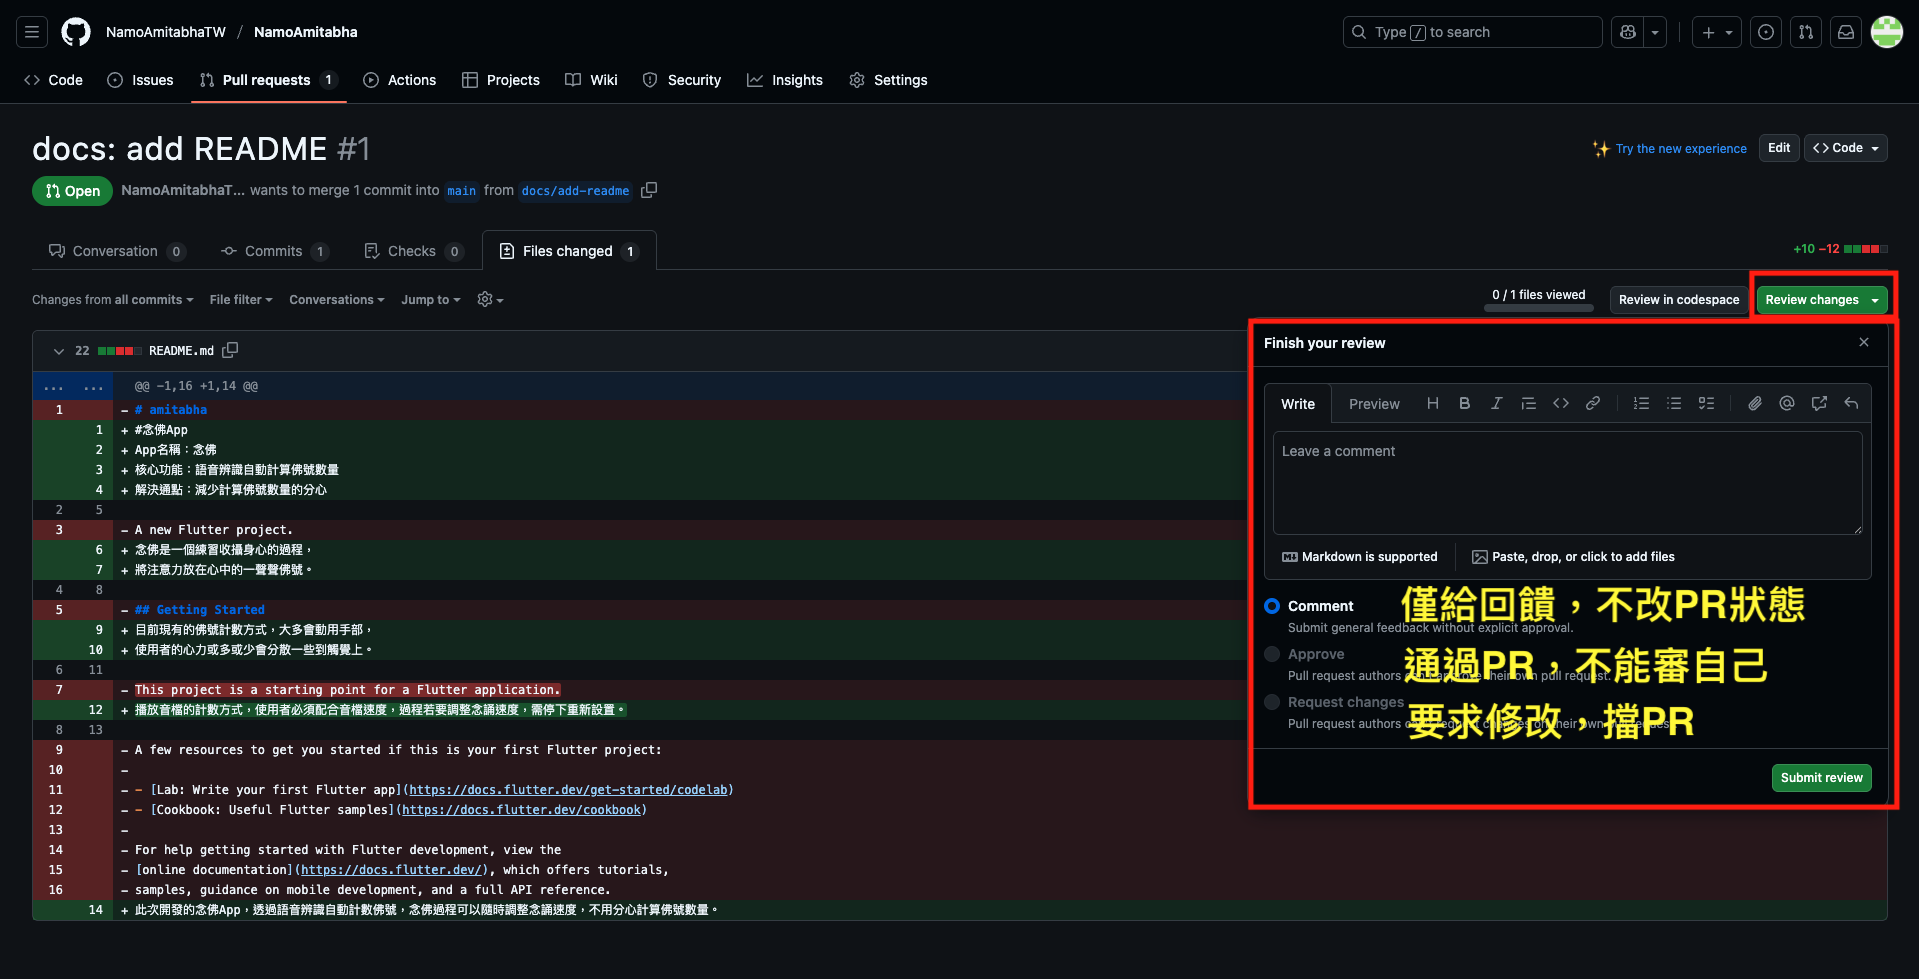 NamoAmitabhaTW / NamoAmitabha
Type / to search
Code
Issues
Pull requests 1
Actions
Projects
Wiki
Security
Insights
Settings
docs: add README #1
Try the new experience
Edit
Code
Open
NamoAmitabhaT... wants to merge 1 commit into main from docs/add-readme
Conversation 0
Commits 1
Checks 0
Files changed 1
+10 −12
Changes from all commits
File filter
Conversations
Jump to
0 / 1 files viewed
Review in codespace
Review changes
22 README.md
... ... @@ -1,16 +1,14 @@
1 - # amitabha
1 + #念佛App
2 + App名稱：念佛
3 + 核心功能：語音辨識自動計算佛號數量
4 + 解決通點：減少計算佛號數量的分心
2 5
3 - A new Flutter project.
6 + 念佛是一個練習收攝身心的過程，
7 + 將注意力放在心中的一聲聲佛號。
4 8
5 - ## Getting Started
9 + 目前現有的佛號計數方式，大多會動用手部，
10 + 使用者的心力或多或少會分散一些到觸覺上。
6 11
7 - This project is a starting point for a Flutter application.
12 + 播放音檔的計數方式，使用者必須配合音檔速度，過程若要調整念誦速度，需停下重新設置。
8 13
9 - A few resources to get you started if this is your first Flutter project:
10 -
11 - - [Lab: Write your first Flutter app](https://docs.flutter.dev/get-started/codelab)
12 - - [Cookbook: Useful Flutter samples](https://docs.flutter.dev/cookbook)
13 -
14 - For help getting started with Flutter development, view the
15 - [online documentation](https://docs.flutter.dev/), which offers tutorials,
16 - samples, guidance on mobile development, and a full API reference.
14 + 此次開發的念佛App，透過語音辨識自動計數佛號，念佛過程可以隨時調整念誦速度，不用分心計算佛號數量。
Finish your review
Write
Preview
Leave a comment
Markdown is supported
Paste, drop, or click to add files
Comment
僅給回饋，不改PR狀態
Submit general feedback without explicit approval.
Approve
通過PR，不能審自己
Pull request authors approve their own pull request.
Request changes
要求修改，擋PR
Pull request authors request changes on their own
Submit review